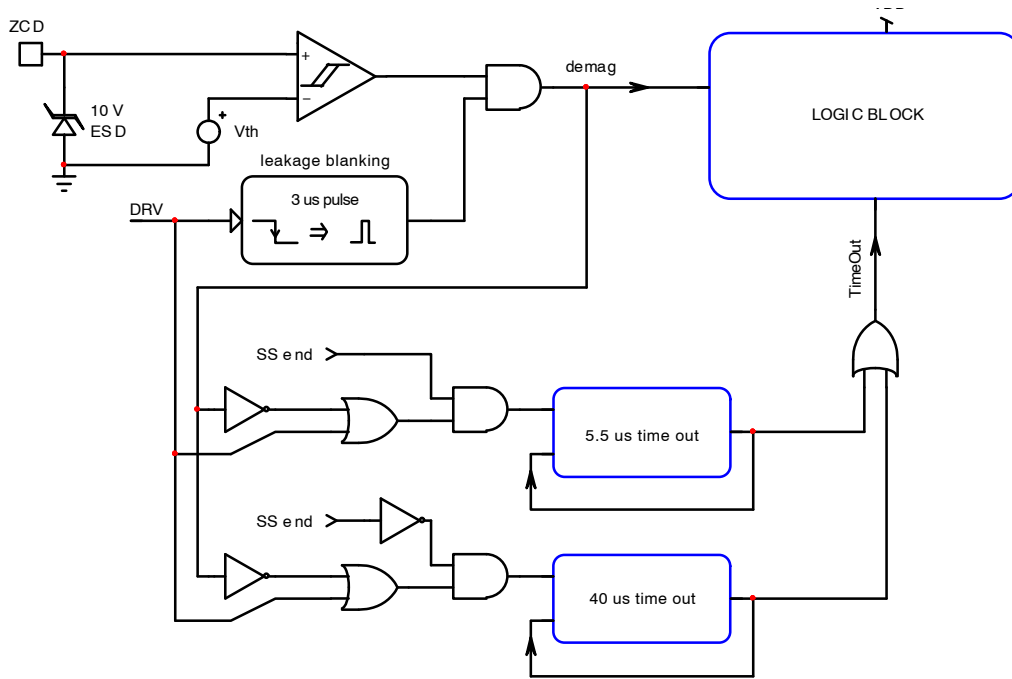 ZCD
10 V
ESD
Vth
demag
LOGIC BLOCK
leakage blanking
3 us pulse
DRV
TimeOut
SS end
5.5 us time out
SS end
40 us time out